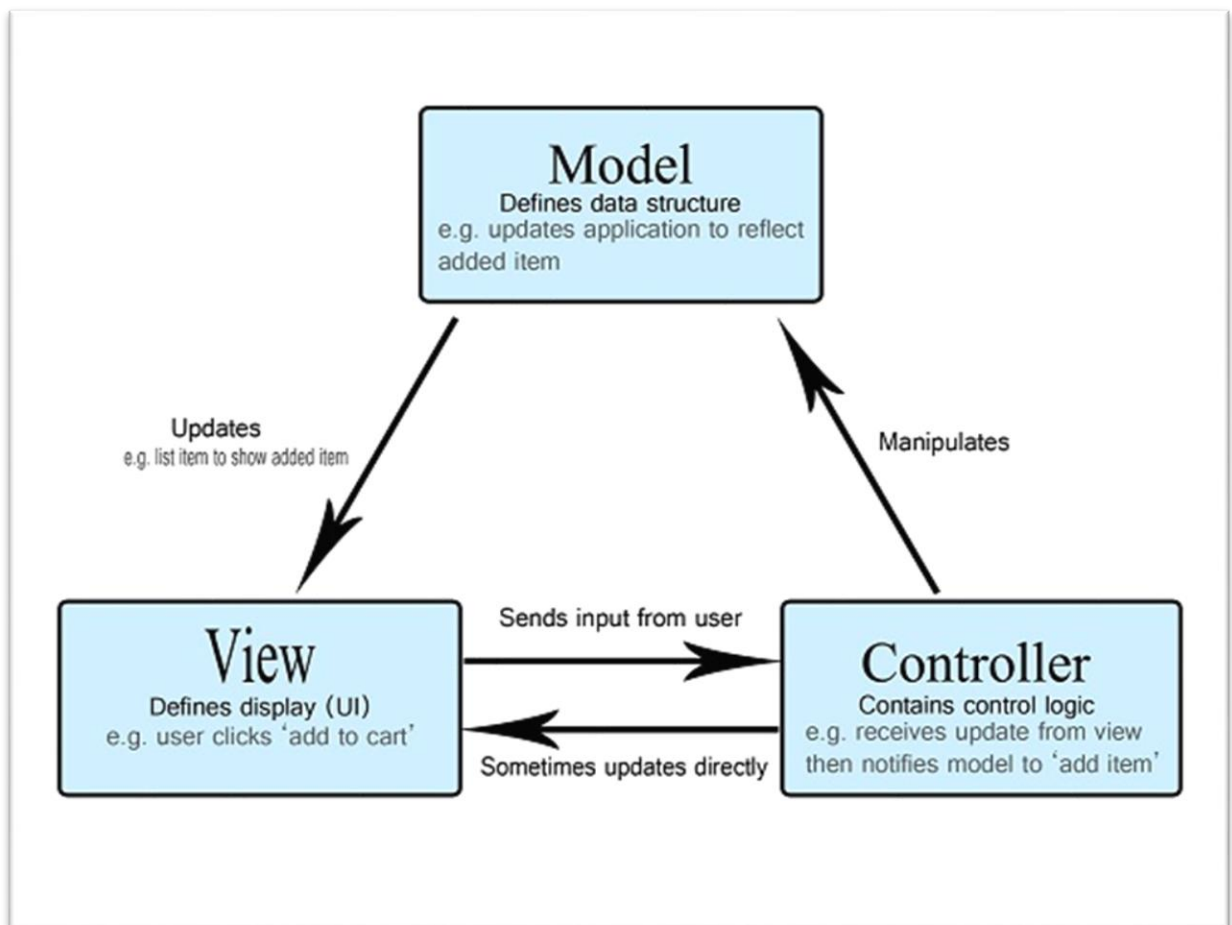 Model
Defines data structure
e.g. updates application to reflect
added item
Updates
e.g. list item to show added item
Manipulates
View
Defines display (UI)
e.g. user clicks ‘add to cart’
Sends input from user
Sometimes updates directly
Controller
Contains control logic
e.g. receives update from view
then notifies model to ‘add item’